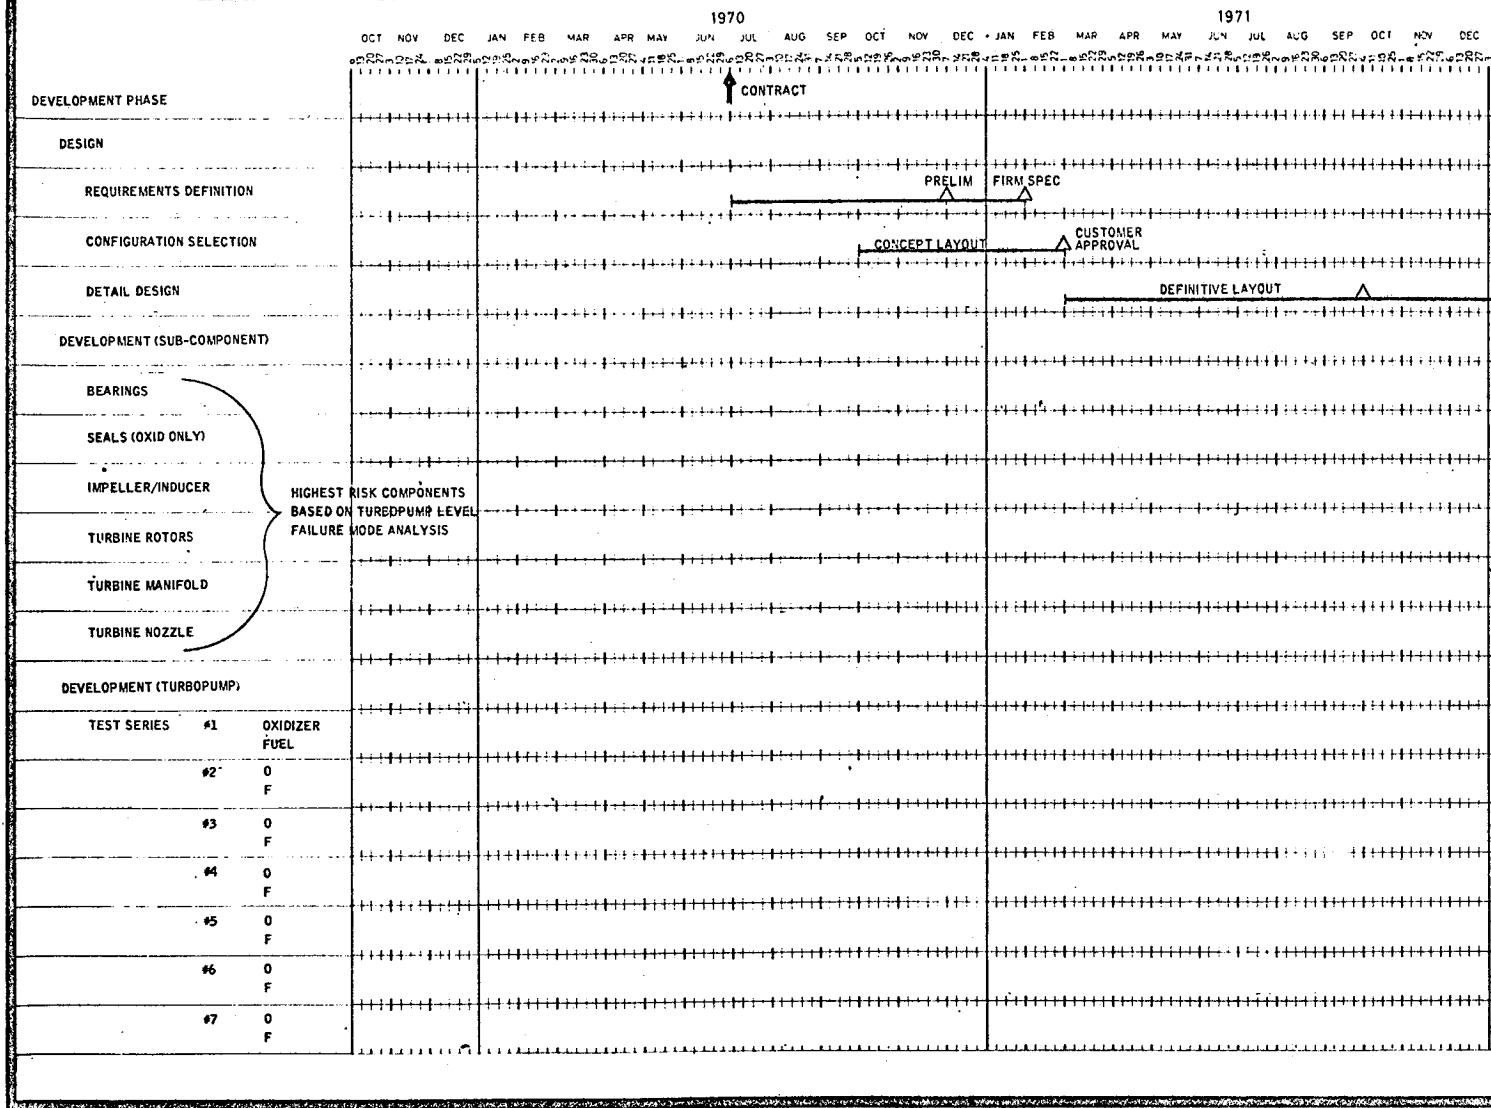 1970 1971
OCT NOV DEC JAN FEB MAR APR MAY JUN JUL AUG SEP OCT NOV DEC JAN FEB MAR APR MAY JUN JUL AUG SEP OCT NOV DEC
CONTRACT
DEVELOPMENT PHASE
DESIGN
REQUIREMENTS DEFINITION
PRELIM FIRM SPEC
CONFIGURATION SELECTION
CONCEPT LAYOUT
CUSTOMER
APPROVAL
DETAIL DESIGN
DEFINITIVE LAYOUT
DEVELOPMENT (SUB-COMPONENT)
BEARINGS
SEALS (OXID ONLY)
IMPELLER/INDUCER
HIGHEST RISK COMPONENTS
BASED ON TURBOPUMP LEVEL
FAILURE MODE ANALYSIS
TURBINE ROTORS
TURBINE MANIFOLD
TURBINE NOZZLE
DEVELOPMENT (TURBOPUMP)
TEST SERIES #1 OXIDIZER
FUEL
#2 O
F
#3 O
F
#4 O
F
#5 O
F
#6 O
F
#7 O
F